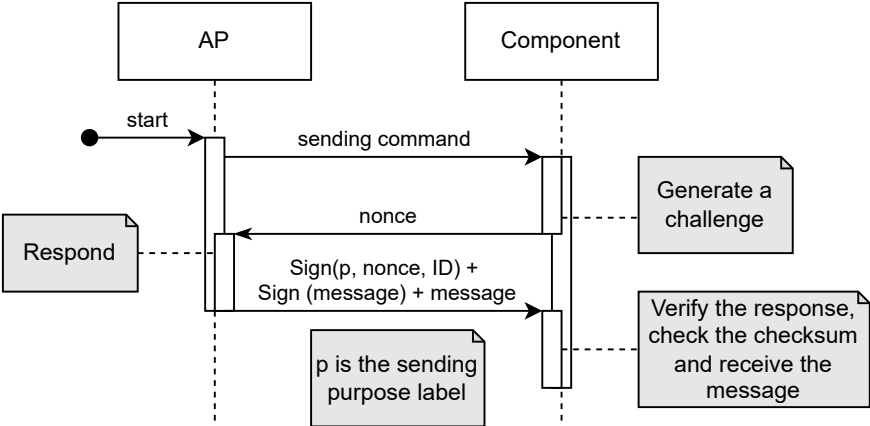 AP
Component
start
sending command
Generate a
challenge
nonce
Respond
Sign(p, nonce, ID) +
Sign (message) + message
Verify the response,
check the checksum
and receive the
message
p is the sending
purpose label